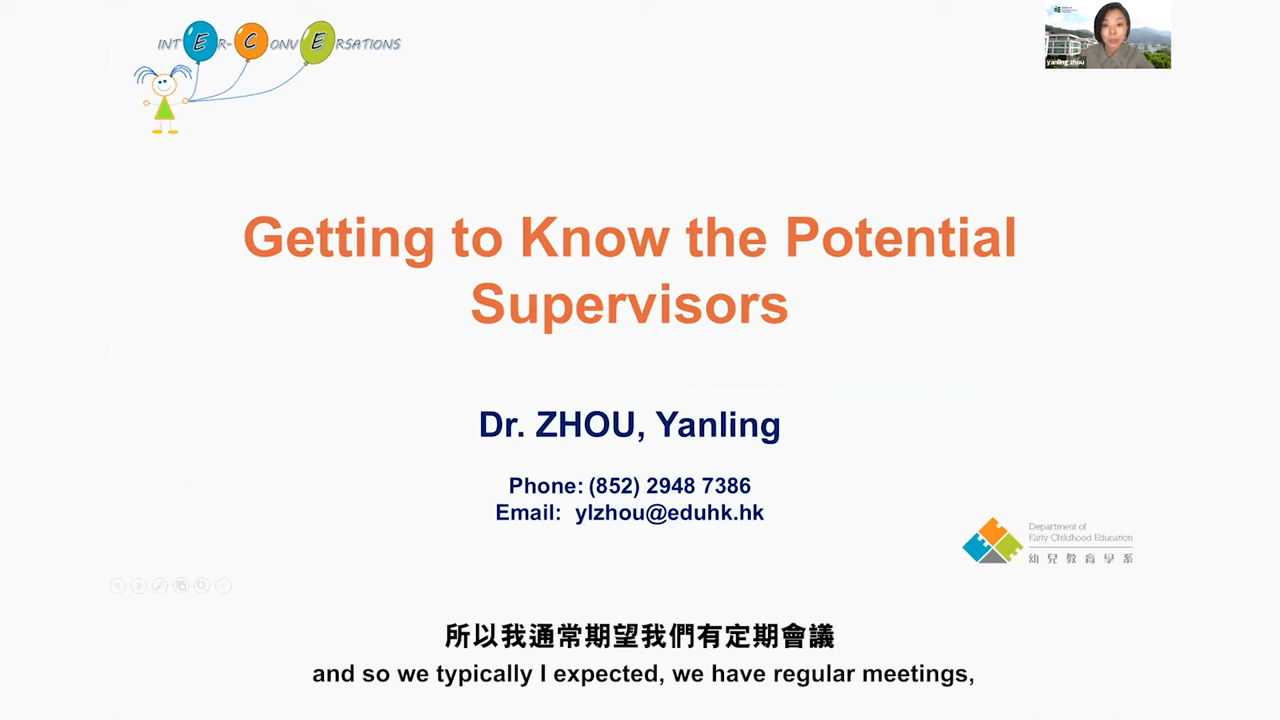 INTER-CONVERSATIONS
yanling zhou
Getting to Know the Potential
Supervisors
Dr. ZHOU, Yanling
Phone: (852) 2948 7386
Email: ylzhou@eduhk.hk
Department of
Early Childhood Education
幼兒教育學系
所以我通常期望我們有定期會議
and so we typically I expected, we have regular meetings,